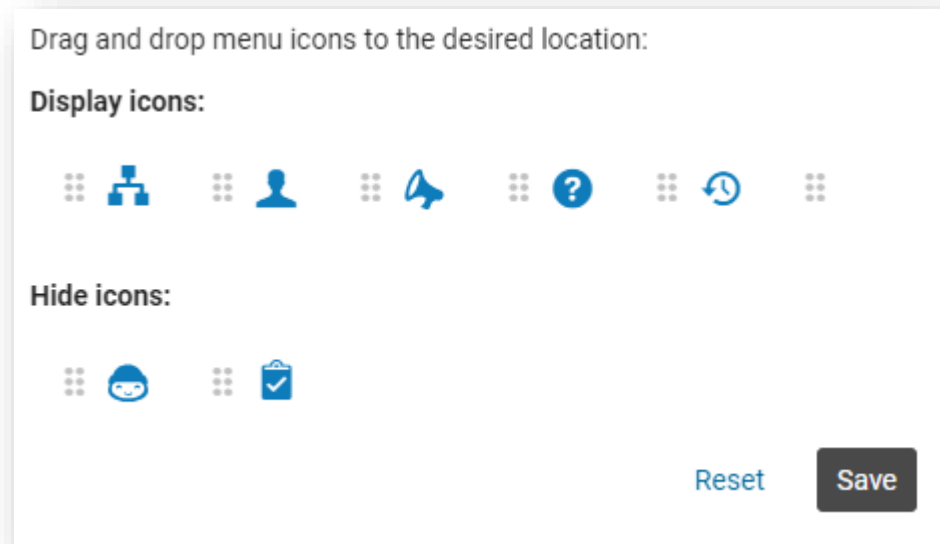 Drag and drop menu icons to the desired location:
Display icons:
Hide icons:
Reset
Save